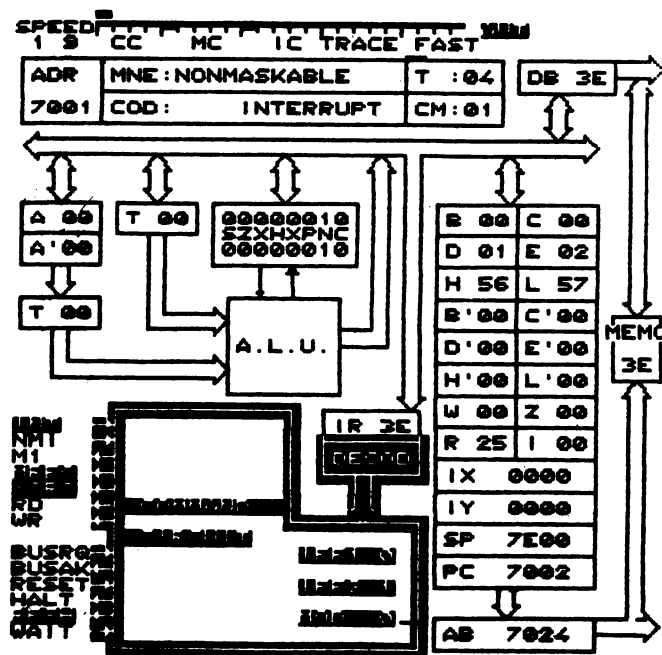 SPEED
1 9 CC MC IC TRACE FAST
ADR MNE:NONMASKABLE T :04 DB 3E
7001 COD: INTERRUPT CM:01
A 00 T 00 00000010
A'00 SZXHXPNC
00000010
T 00
A.L.U.
B 00 C 00
D 01 E 02
H 56 L 57
B'00 C'00
D'00 E'00
H'00 L'00
W 00 Z 00
R 25 I 00
IX 0000
IY 0000
SP 7E00
PC 7002
AB 7024
MEMO
3E
IR 3E
NMI
M1
RD
WR
BUSRQ
BUSAK
RESET
HALT
WAIT